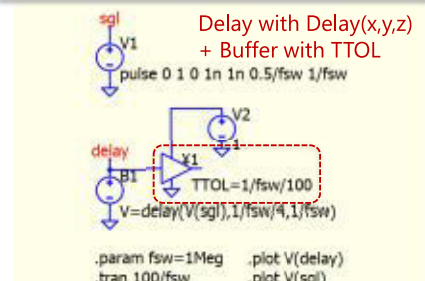 sgl
Delay with Delay(x,y,z)
+ Buffer with TTOL
V1
pulse 0 1 0 1n 1n 0.5/fsw 1/fsw
V2
1
delay
¥1
B1
TTOL=1/fsw/100
V=delay(V(sgl),1/fsw/4,1/fsw)
.param fsw=1Meg
.plot V(delay)
.tran 100/fsw
.plot V(sgl)